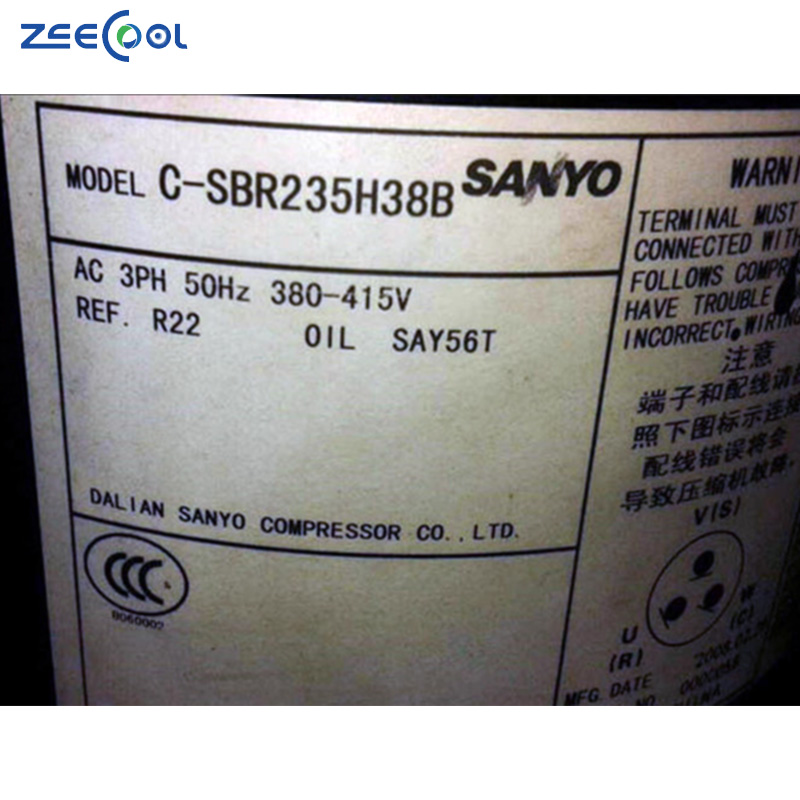 ZEECOOL
MODEL C-SBR235H38B SANYO
AC 3PH 50Hz 380-415V
REF. R22 OIL SAY56T
DALIAN SANYO COMPRESSOR CO.,LTD.
CCC
WARNI
TERMINAL MUST
CONNECTED WITH
FOLLOWS COMPR
HAVE TROUBLE
INCORRECT WIRING
注意
端子和配线请
照下图标示连接
配线错误将会
导致压缩机故障.
V(S)
U W
(R) (C)
MFG. DATE 2008.02
NO.